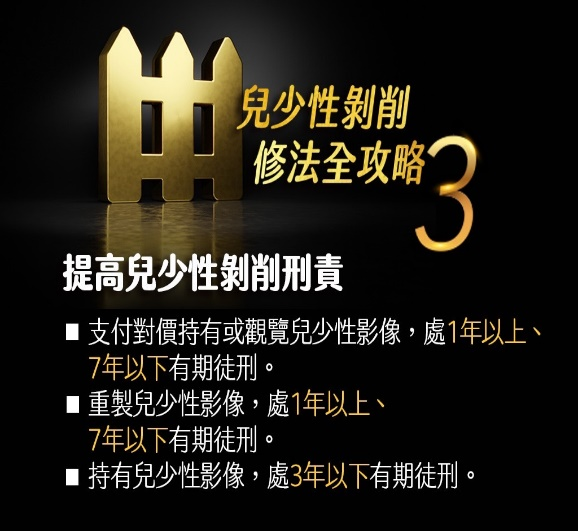 兒少性剝削
修法全攻略3
提高兒少性剝削刑責
■ 支付對價持有或觀覽兒少性影像，處1年以上、
7年以下有期徒刑。
■ 重製兒少性影像，處1年以上、
7年以下有期徒刑。
■ 持有兒少性影像，處3年以下有期徒刑。